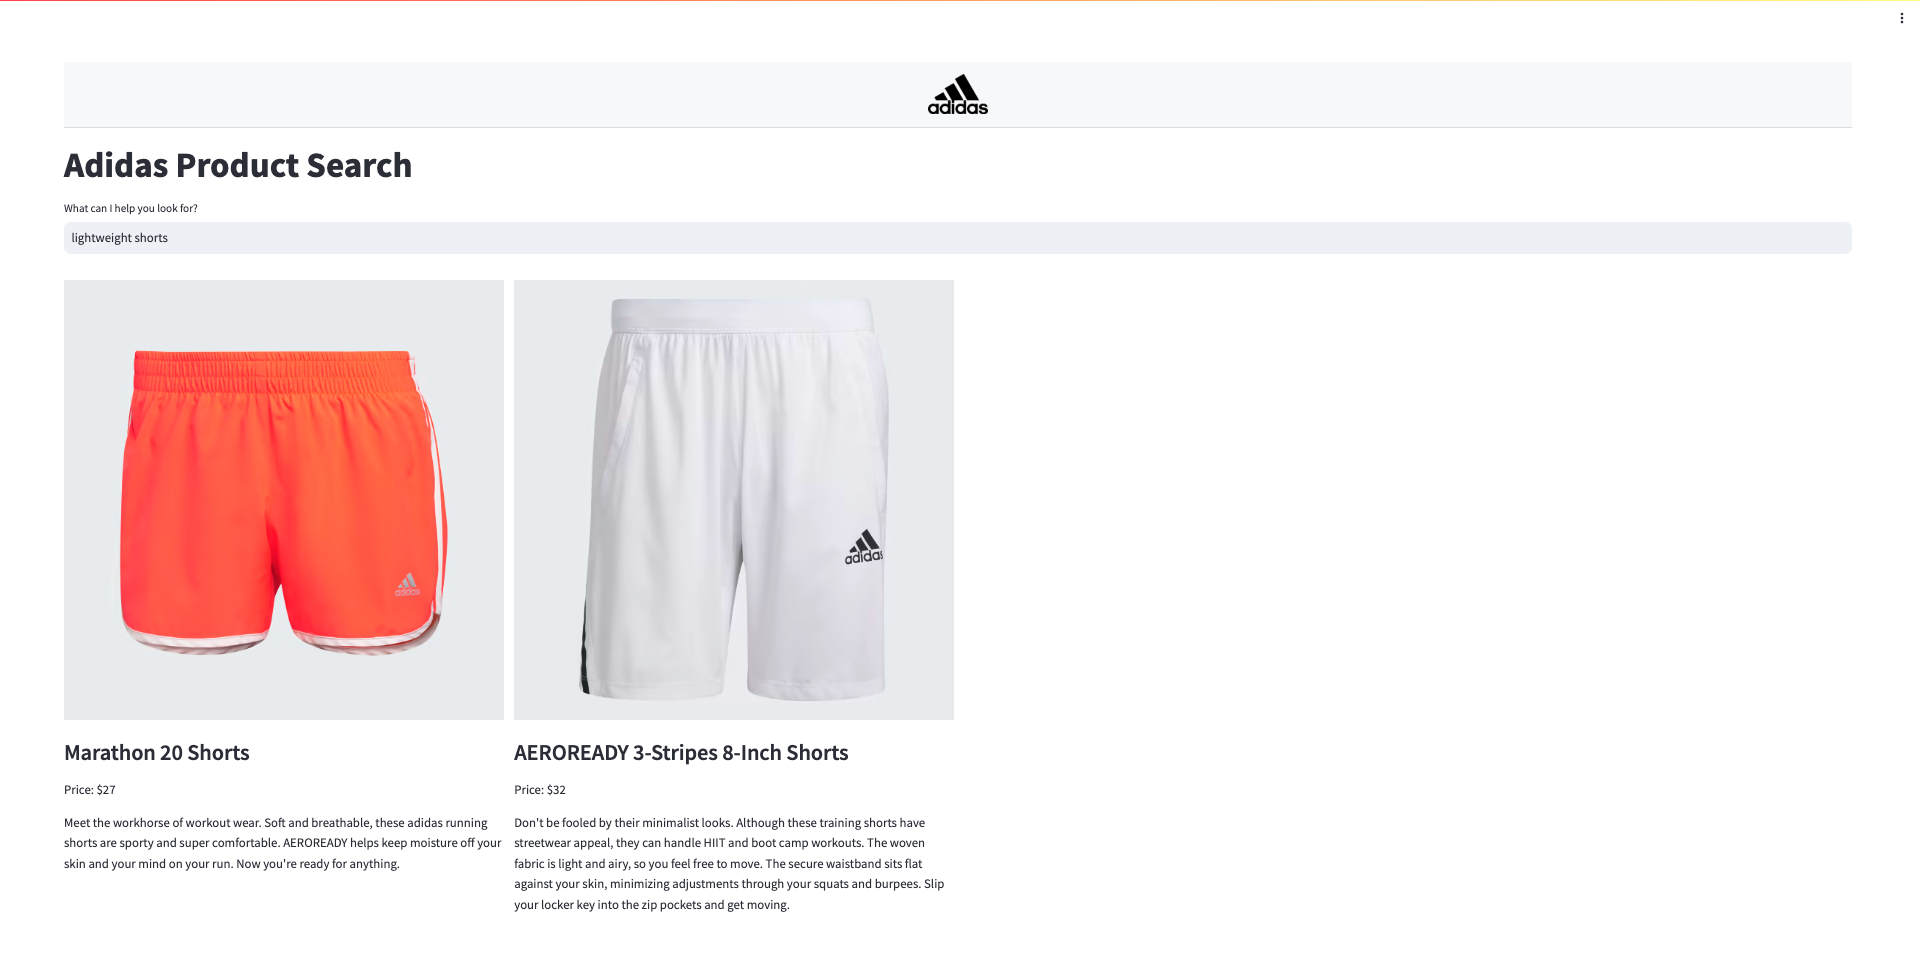 adidas
Adidas Product Search
What can I help you look for?
lightweight shorts
adidas
adidas
Marathon 20 Shorts
Price: $27
Meet the workhorse of workout wear. Soft and breathable, these adidas running
shorts are sporty and super comfortable. AEROREADY helps keep moisture off your
skin and your mind on your run. Now you're ready for anything.
AEROREADY 3-Stripes 8-Inch Shorts
Price: $32
Don't be fooled by their minimalist looks. Although these training shorts have
streetwear appeal, they can handle HIIT and boot camp workouts. The woven
fabric is light and airy, so you feel free to move. The secure waistband sits flat
against your skin, minimizing adjustments through your squats and burpees. Slip
your locker key into the zip pockets and get moving.